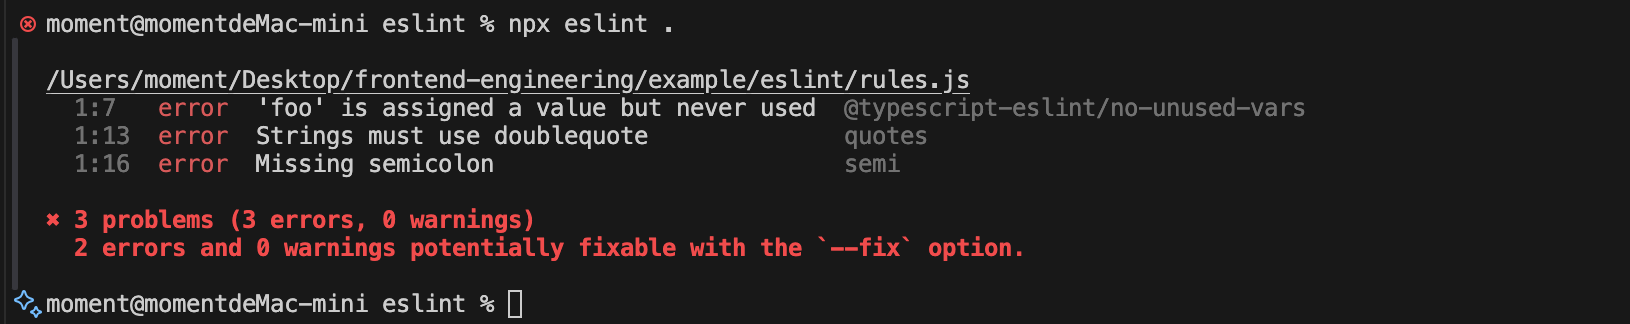 moment@momentdeMac-mini eslint % npx eslint .
/Users/moment/Desktop/frontend-engineering/example/eslint/rules.js
1:7 error 'foo' is assigned a value but never used @typescript-eslint/no-unused-vars
1:13 error Strings must use doublequote quotes
1:16 error Missing semicolon semi
✖ 3 problems (3 errors, 0 warnings)
2 errors and 0 warnings potentially fixable with the `--fix` option.
moment@momentdeMac-mini eslint %